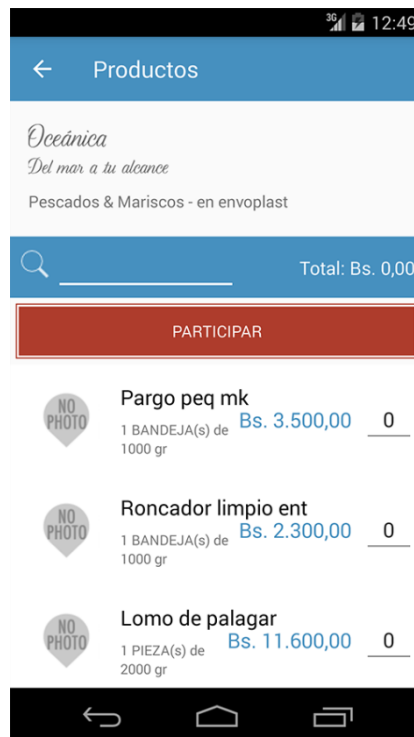 3G 12:49
Productos
Oceánica
Del mar a tu alcance
Pescados & Mariscos - en envoplast
Total: Bs. 0,00
PARTICIPAR
NO PHOTO
Pargo peq mk
1 BANDEJA(s) de 1000 gr
Bs. 3.500,00
0
NO PHOTO
Roncador limpio ent
1 BANDEJA(s) de 1000 gr
Bs. 2.300,00
0
NO PHOTO
Lomo de palagar
1 PIEZA(s) de 2000 gr
Bs. 11.600,00
0